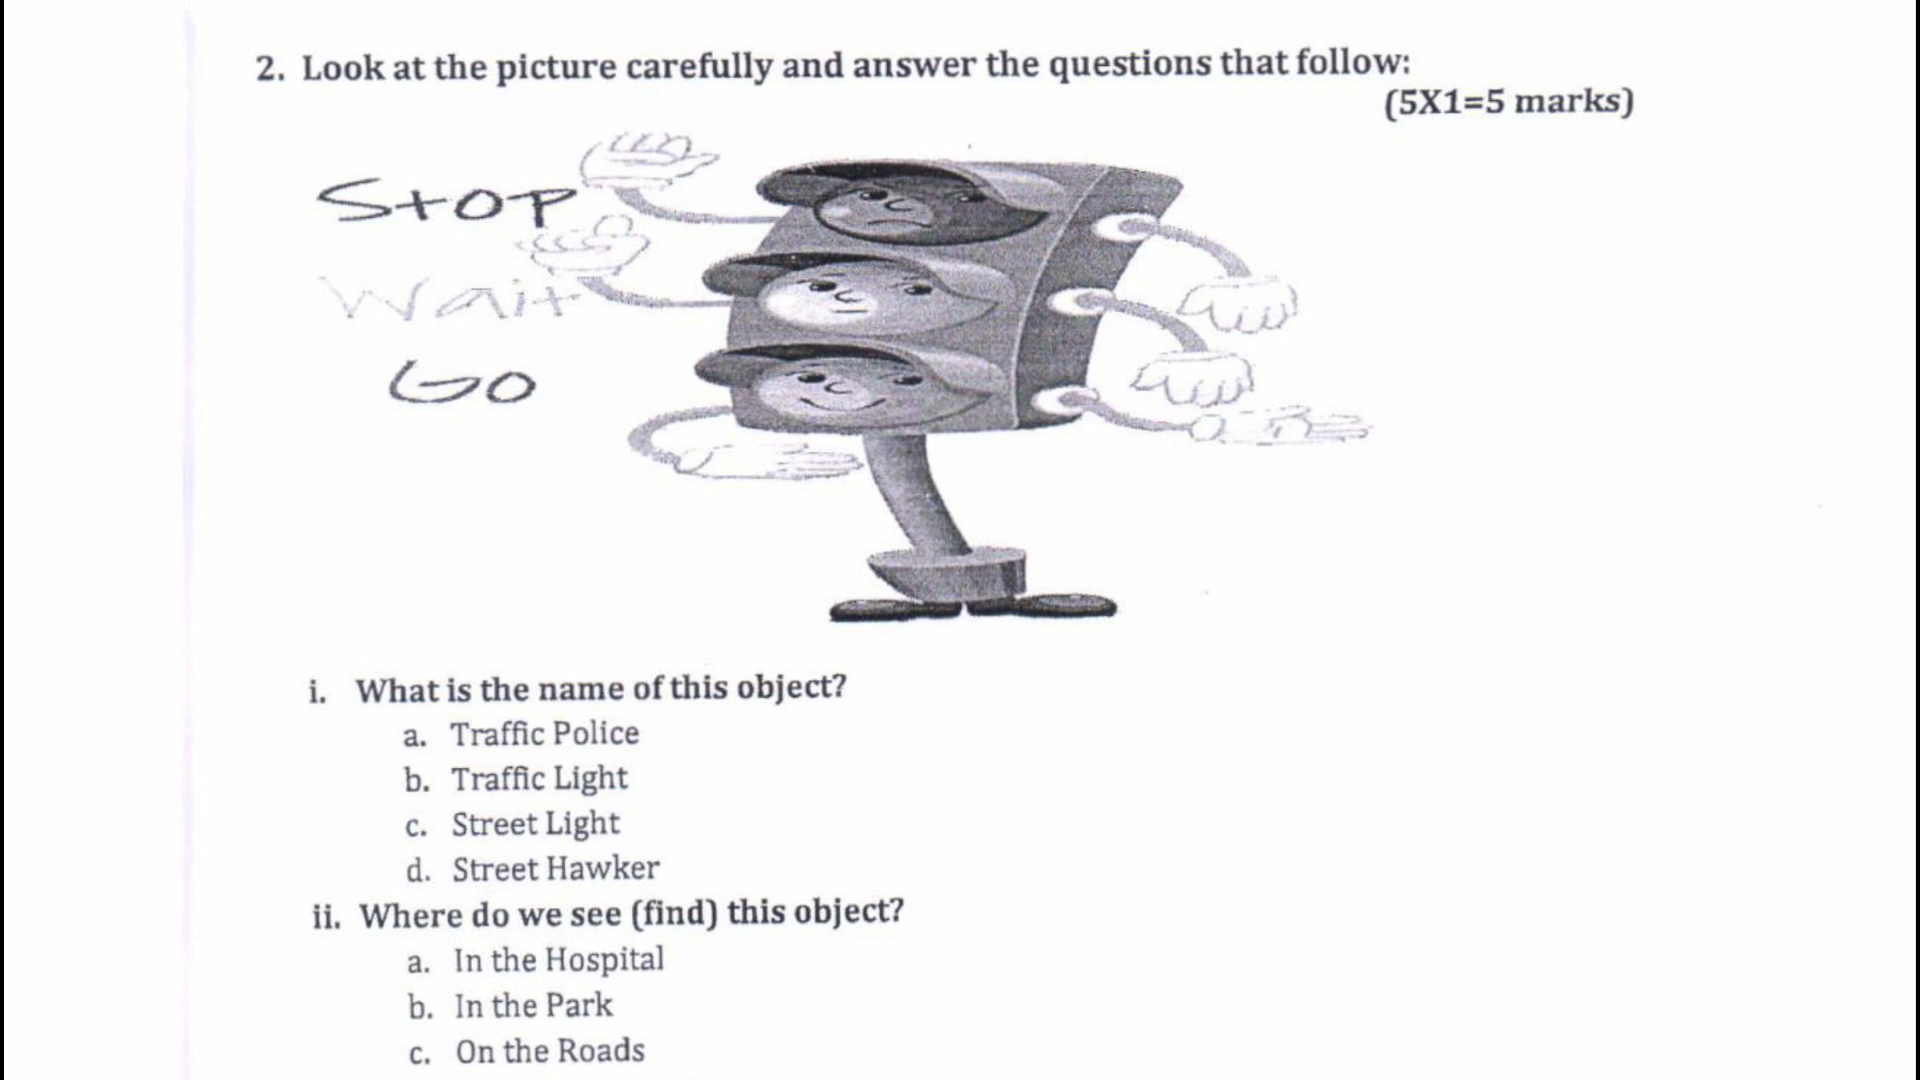 2. Look at the picture carefully and answer the questions that follow:
(5X1=5 marks)
Stop
Wait
Go
i. What is the name of this object?
a. Traffic Police
b. Traffic Light
c. Street Light
d. Street Hawker
ii. Where do we see (find) this object?
a. In the Hospital
b. In the Park
c. On the Roads